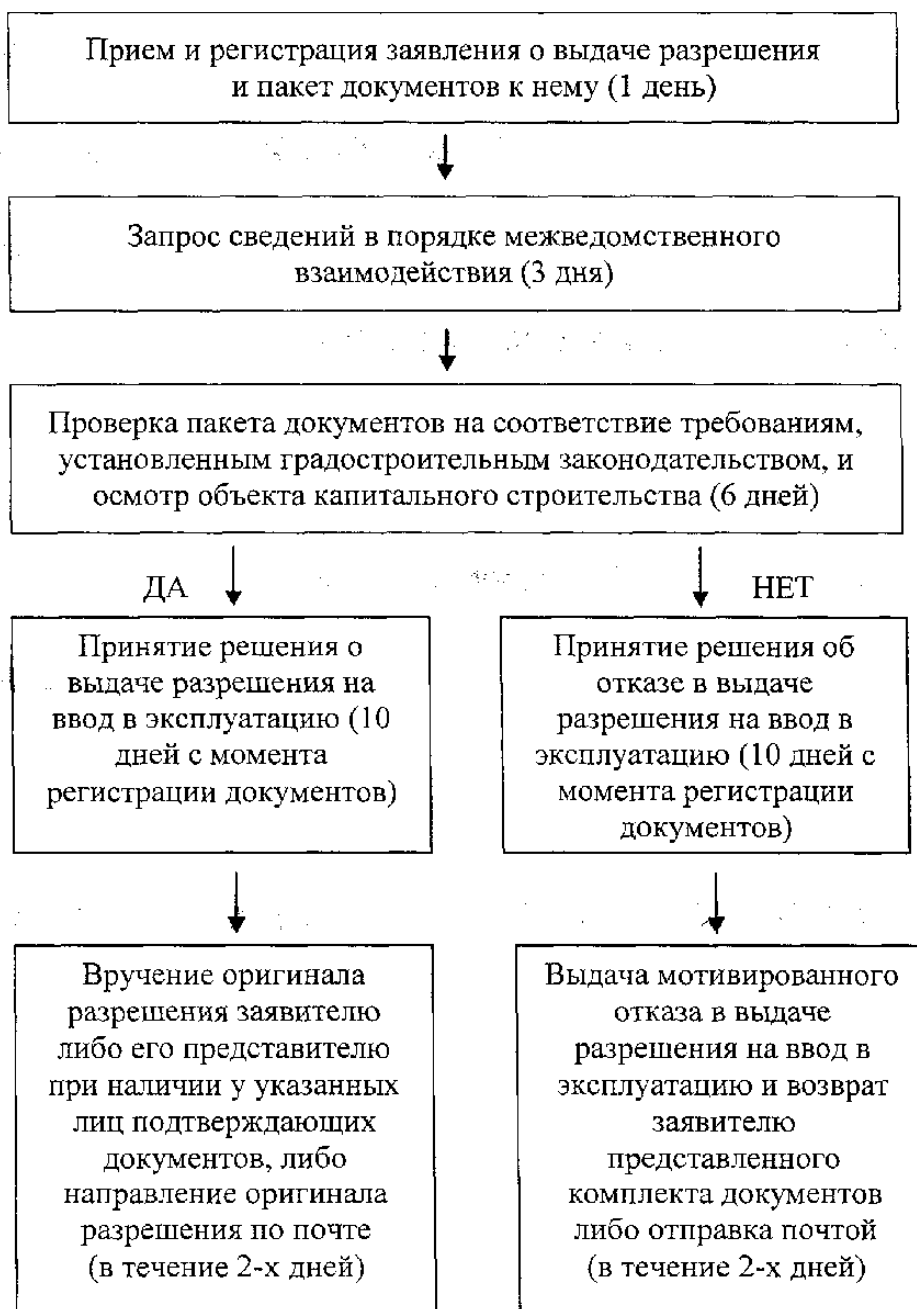 Прием и регистрация заявления о выдаче разрешения
и пакет документов к нему (1 день)
Запрос сведений в порядке межведомственного
взаимодействия (3 дня)
Проверка пакета документов на соответствие требованиям,
установленным градостроительным законодательством, и
осмотр объекта капитального строительства (6 дней)
ДА
НЕТ
Принятие решения о
выдаче разрешения на
ввод в эксплуатацию (10
дней с момента
регистрации документов)
Принятие решения об
отказе в выдаче
разрешения на ввод в
эксплуатацию (10 дней с
момента регистрации
документов)
Вручение оригинала
разрешения заявителю
либо его представителю
при наличии у указанных
лиц подтверждающих
документов, либо
направление оригинала
разрешения по почте
(в течение 2-х дней)
Выдача мотивированного
отказа в выдаче
разрешения на ввод в
эксплуатацию и возврат
заявителю
представленного
комплекта документов
либо отправка почтой
(в течение 2-х дней)